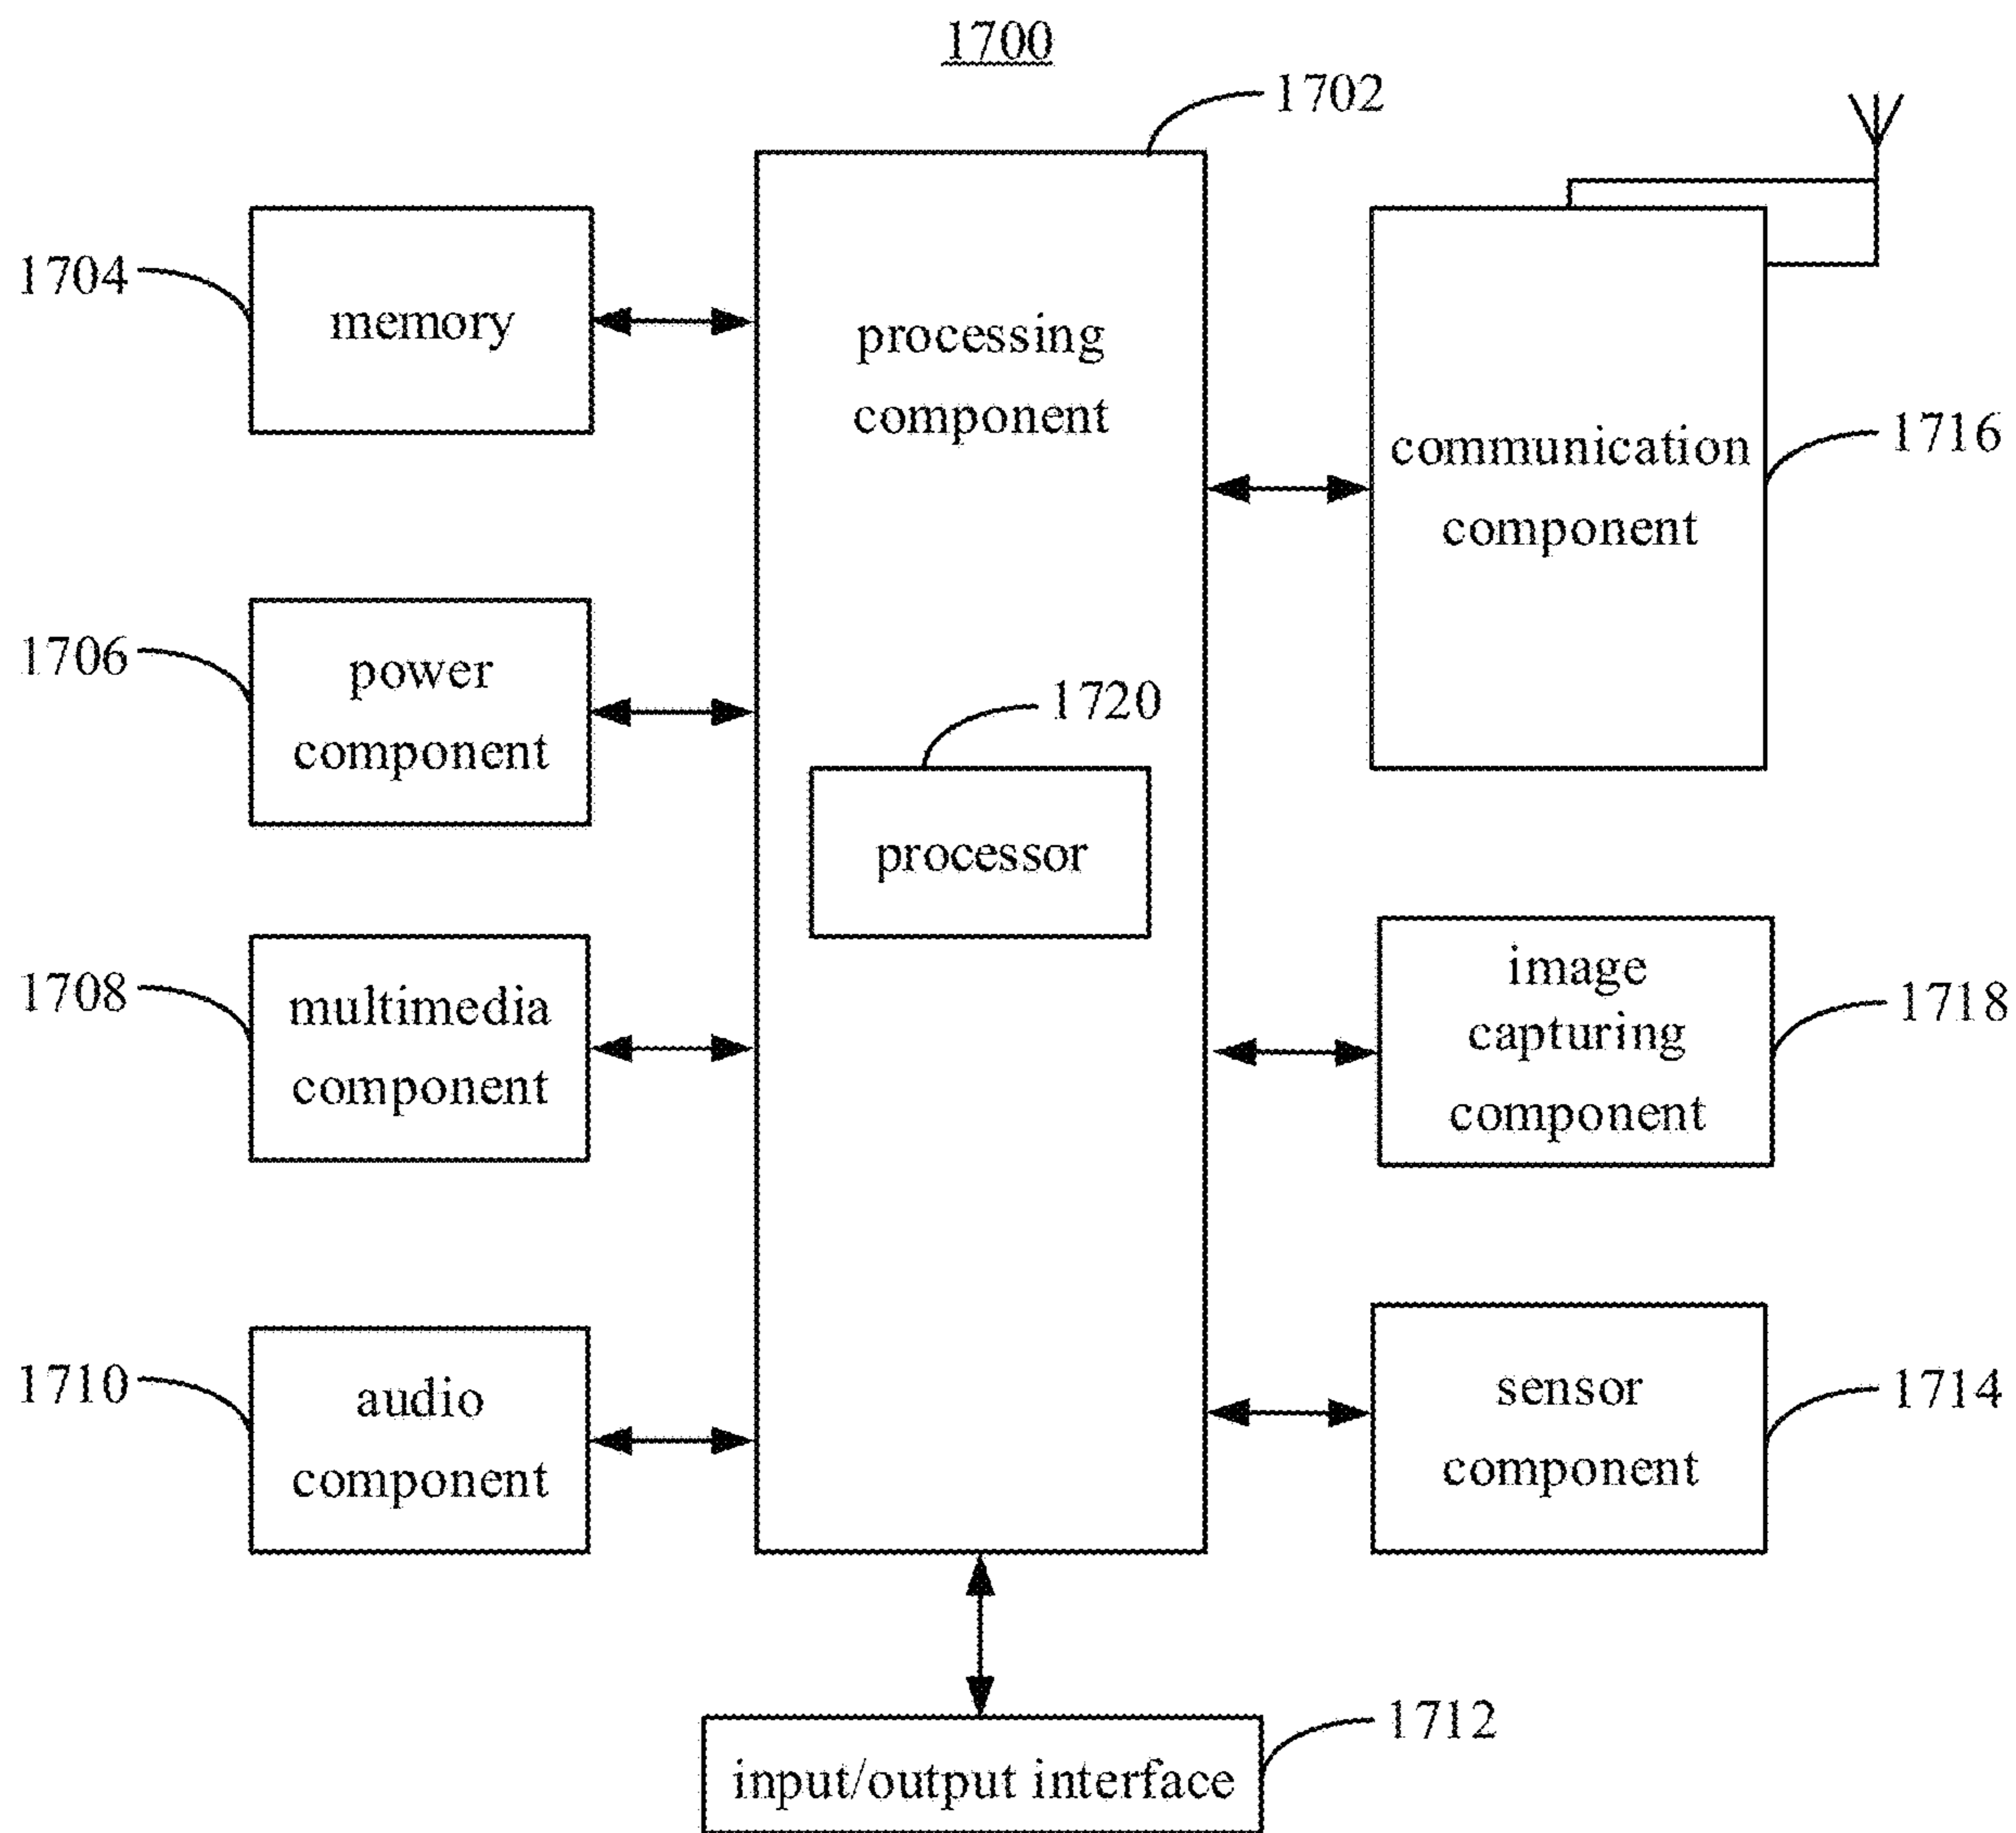 1700
1702
1704
memory
processing
component
communication
component
1716
1706
power
component
1720
processor
1708
multimedia
component
image
capturing
component
1718
1710
audio
component
sensor
component
1714
1712
input/output interface